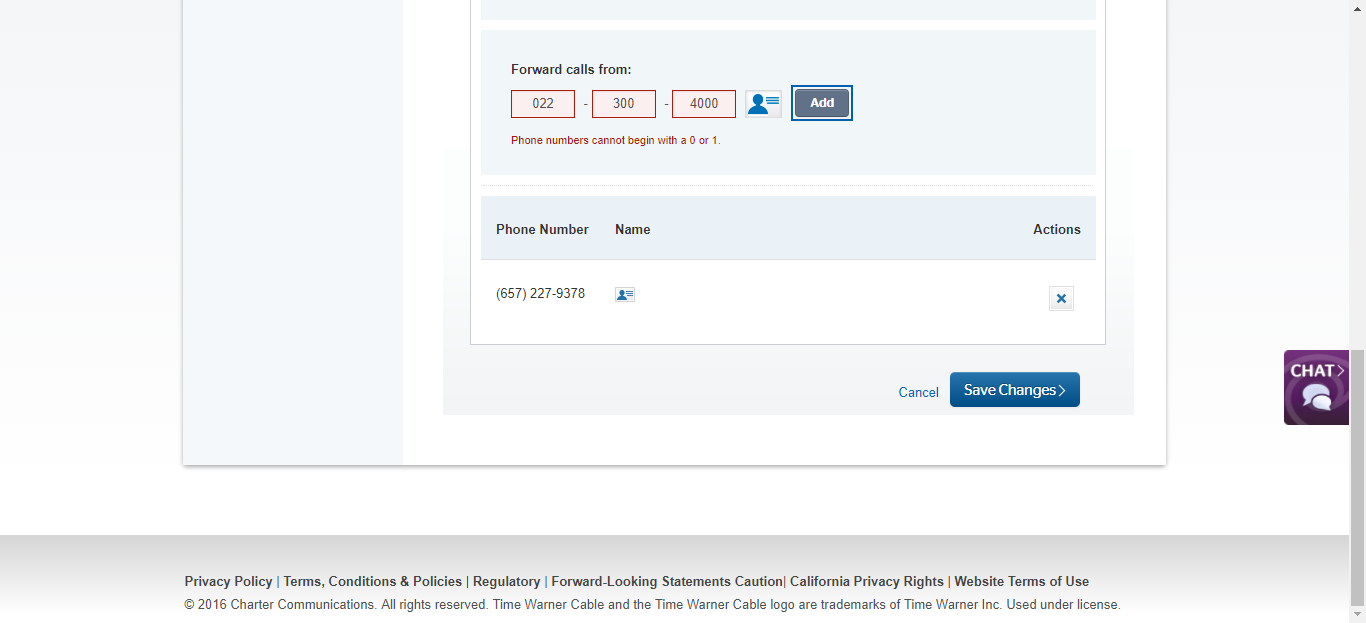 Forward calls from:
022 - 300 - 4000 Add
Phone numbers cannot begin with a 0 or 1.
Phone Number Name Actions
(657) 227-9378
CHAT
Cancel Save Changes
Privacy Policy | Terms, Conditions & Policies | Regulatory | Forward-Looking Statements Caution| California Privacy Rights | Website Terms of Use
© 2016 Charter Communications. All rights reserved. Time Warner Cable and the Time Warner Cable logo are trademarks of Time Warner Inc. Used under license.